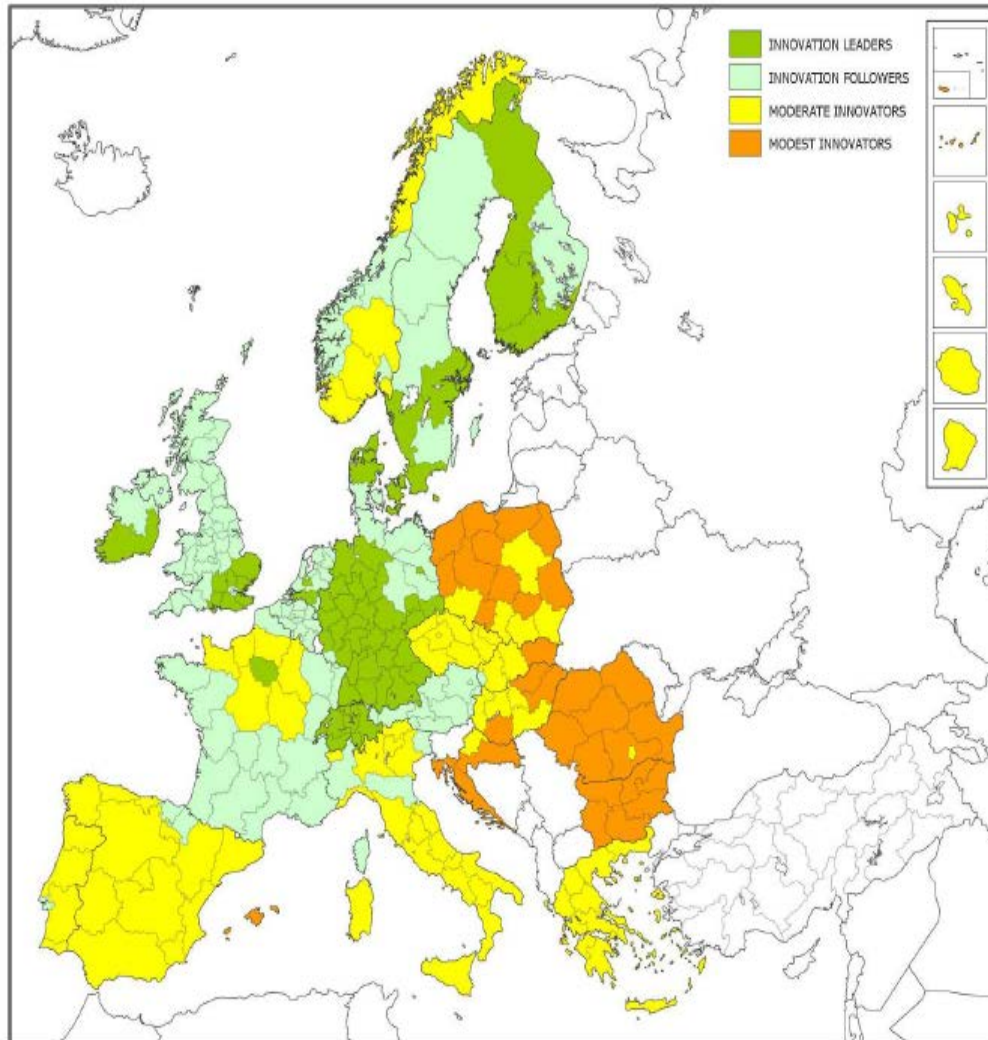 INNOVATION LEADERS
INNOVATION FOLLOWERS
MODERATE INNOVATORS
MODEST INNOVATORS